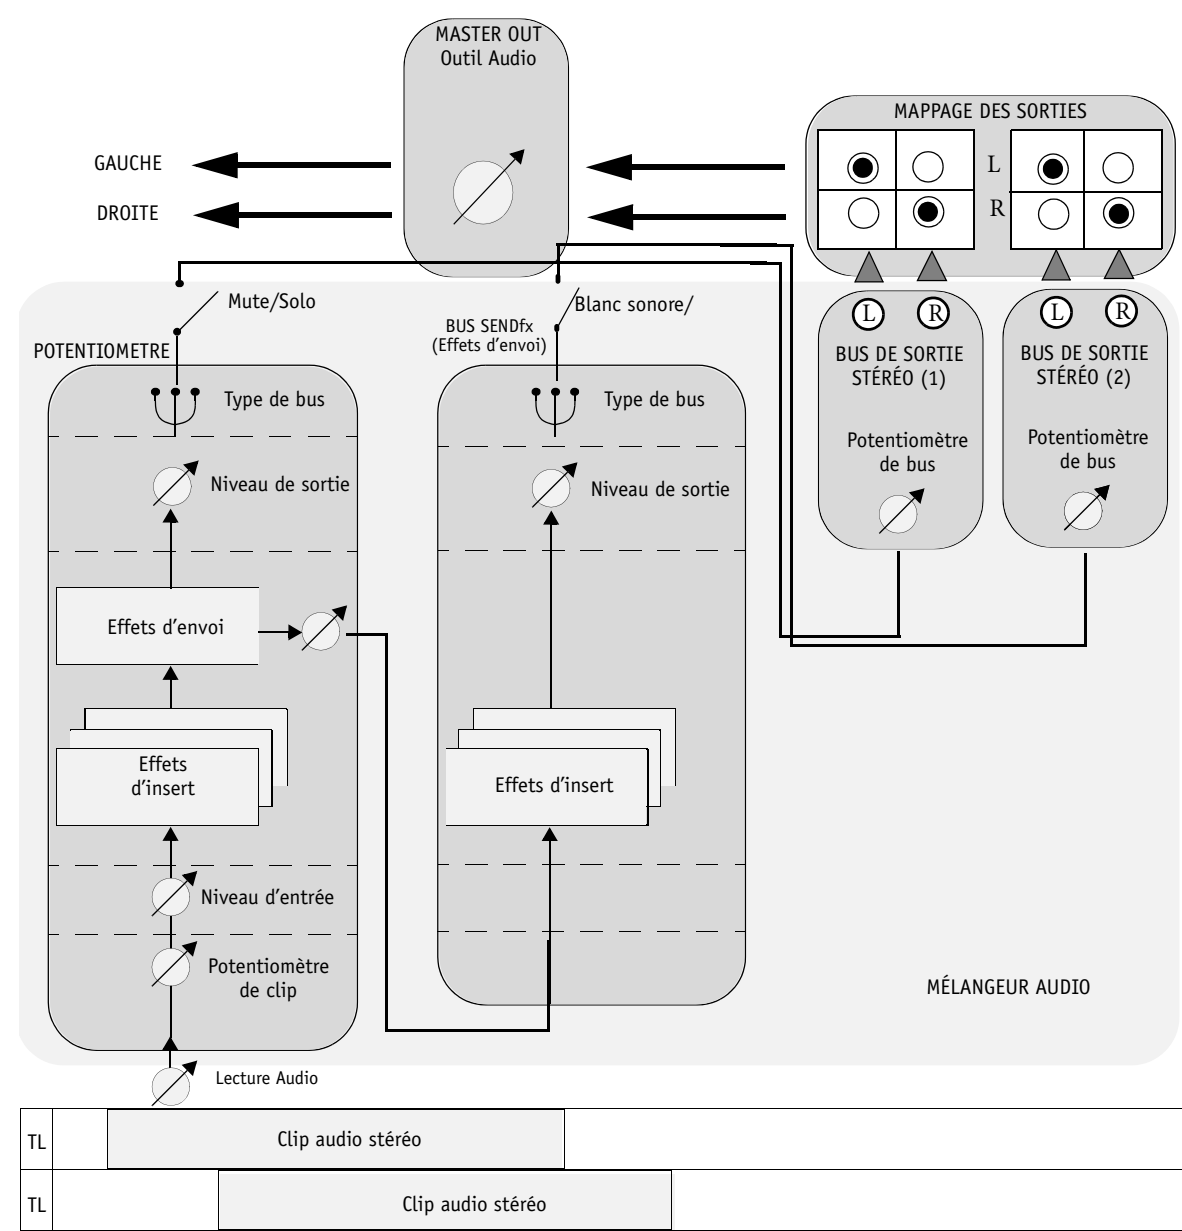 MASTER OUT
Outil Audio
MAPPAGE DES SORTIES
GAUCHE
L
DROITE
R
Mute/Solo
Blanc sonore/
BUS SENDfx
(Effets d'envoi)
POTENTIOMETRE
L
R
L
R
BUS DE SORTIE
STÉRÉO (1)
BUS DE SORTIE
STÉRÉO (2)
Type de bus
Type de bus
Potentiomètre
de bus
Potentiomètre
de bus
Niveau de sortie
Niveau de sortie
Effets d'envoi
Effets
d'insert
Effets d'insert
Niveau d'entrée
Potentiomètre
de clip
MÉLANGEUR AUDIO
Lecture Audio
TL
Clip audio stéréo
TL
Clip audio stéréo